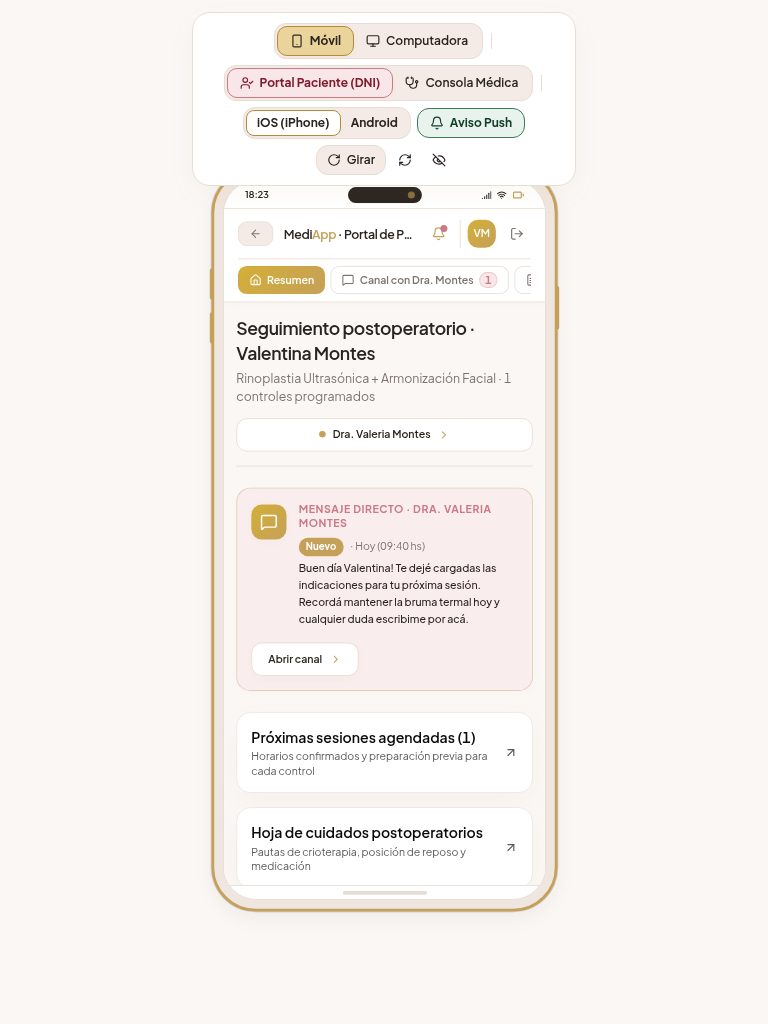 Móvil
Computadora
Portal Paciente (DNI)
Consola Médica
iOS (iPhone)
Android
Aviso Push
Girar
18:23
MediApp · Portal de P...
VM
Resumen
Canal con Dra. Montes 1
Seguimiento postoperatorio ·
Valentina Montes
Rinoplastia Ultrasónica + Armonización Facial · 1
controles programados
Dra. Valeria Montes
MENSAJE DIRECTO · DRA. VALERIA
MONTES
Nuevo · Hoy (09:40 hs)
Buen día Valentina! Te dejé cargadas las
indicaciones para tu próxima sesión.
Recordá mantener la bruma termal hoy y
cualquier duda escribime por acá.
Abrir canal
Próximas sesiones agendadas (1)
Horarios confirmados y preparación previa para
cada control
Hoja de cuidados postoperatorios
Pautas de crioterapia, posición de reposo y
medicación